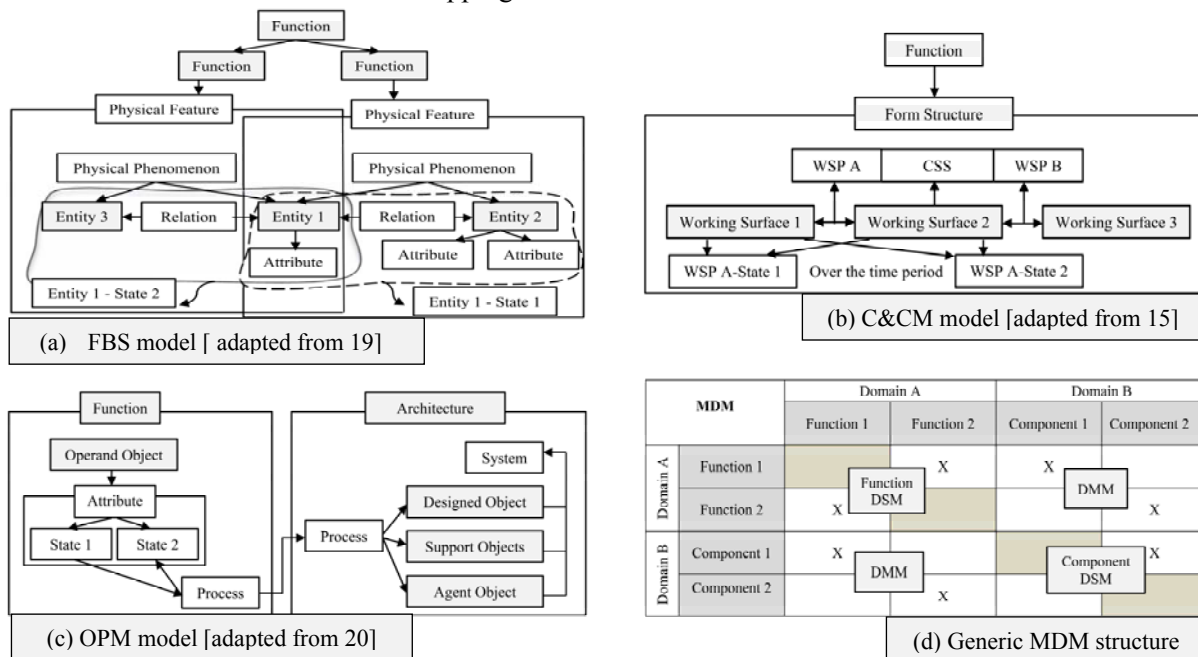 Function
Function
Function
Physical Feature
Physical Feature
Physical Phenomenon
Physical Phenomenon
Entity 3
Relation
Entity 1
Relation
Entity 2
Attribute
Attribute
Attribute
Entity 1 - State 2
Entity 1 - State 1
(a) FBS model [ adapted from 19]
Function
Form Structure
WSP A
CSS
WSP B
Working Surface 1
Working Surface 2
Working Surface 3
WSP A-State 1
Over the time period
WSP A-State 2
(b) C&CM model [adapted from 15]
Function
Operand Object
Attribute
State 1
State 2
Process
Architecture
System
Designed Object
Process
Support Objects
Agent Object
(c) OPM model [adapted from 20]
MDM
Domain A
Domain B
Function 1
Function 2
Component 1
Component 2
Domain A
Function 1
X
X
Function
DSM
DMM
Function 2
X
X
Domain B
Component 1
X
X
DMM
Component
DSM
Component 2
X
(d) Generic MDM structure